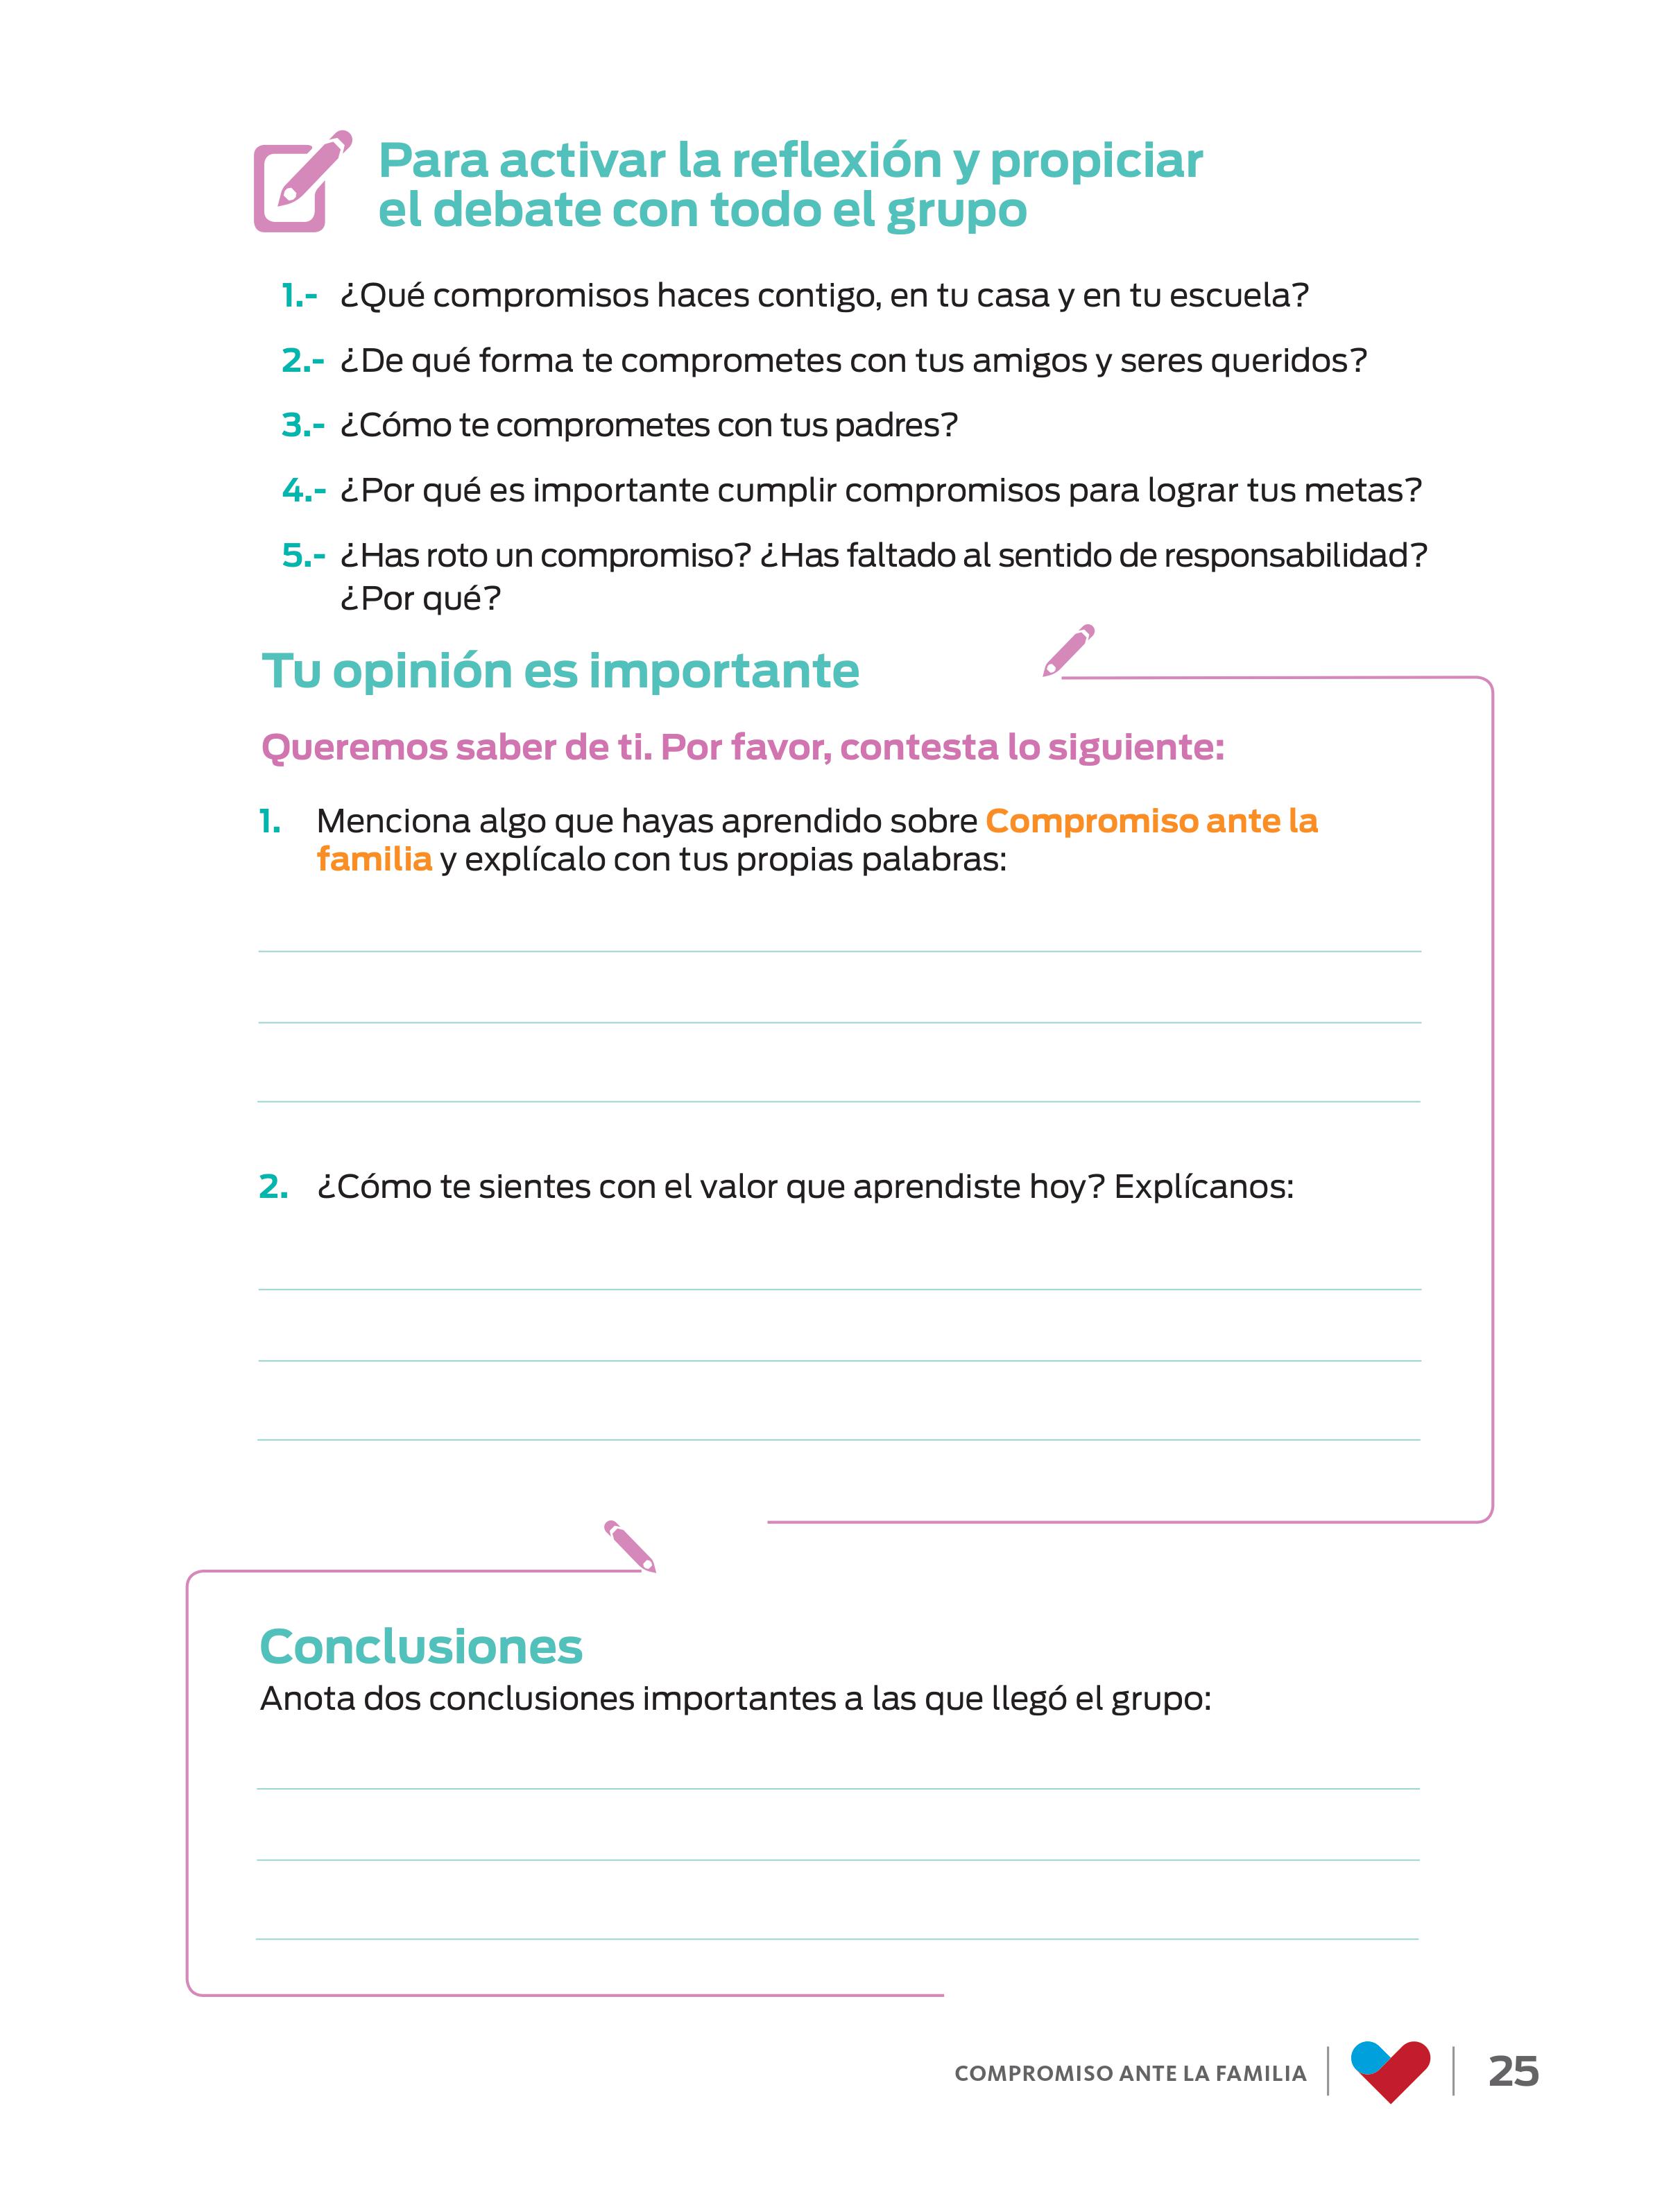 Para activar la reflexión y propiciar
el debate con todo el grupo
1.- ¿Qué compromisos haces contigo, en tu casa y en tu escuela?
2.- ¿De qué forma te comprometes con tus amigos y seres queridos?
3.- ¿Cómo te comprometes con tus padres?
4.- ¿Por qué es importante cumplir compromisos para lograr tus metas?
5.- ¿Has roto un compromiso? ¿Has faltado al sentido de responsabilidad?
¿Por qué?
Tu opinión es importante
Queremos saber de ti. Por favor, contesta lo siguiente:
1. Menciona algo que hayas aprendido sobre Compromiso ante la
familia y explícalo con tus propias palabras:
2. ¿Cómo te sientes con el valor que aprendiste hoy? Explícanos:
Conclusiones
Anota dos conclusiones importantes a las que llegó el grupo:
COMPROMISO ANTE LA FAMILIA 25